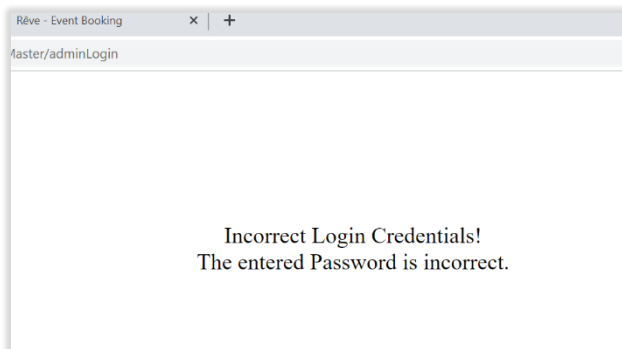 Rêve - Event Booking
Master/adminLogin
Incorrect Login Credentials!
The entered Password is incorrect.